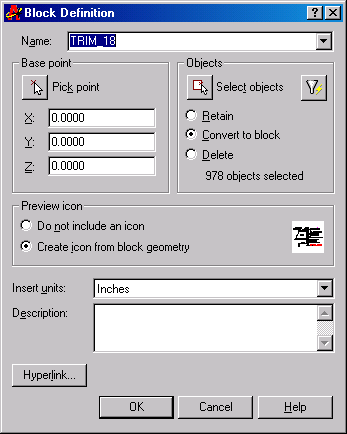 Block Definition
Name: TRIM_18
Base point
Pick point
X: 0.0000
Y: 0.0000
Z: 0.0000
Objects
Select objects
Retain
Convert to block
Delete
978 objects selected
Preview icon
Do not include an icon
Create icon from block geometry
Insert units: Inches
Description:
Hyperlink...
OK Cancel Help